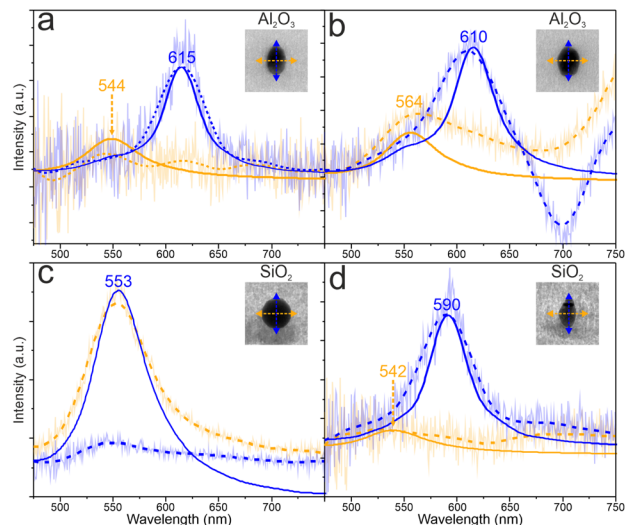 a
Al₂O₃
615
544
b
Al₂O₃
610
564
Intensity (a.u.)
500 550 600 650 700
500 550 600 650 700 750
c
SiO₂
553
d
SiO₂
590
542
Intensity (a.u.)
500 550 600 650 700
500 550 600 650 700 750
Wavelength (nm)
Wavelength (nm)